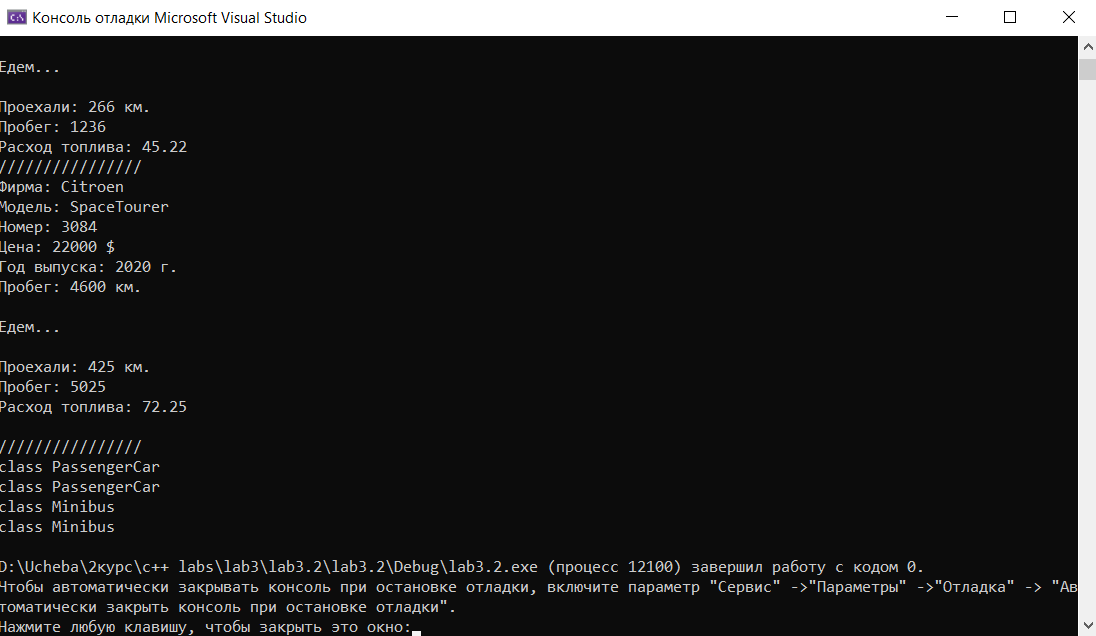 Консоль отладки Microsoft Visual Studio
Едем...
Проехали: 266 км.
Пробег: 1236
Расход топлива: 45.22
////////////////
Фирма: Citroen
Модель: SpaceTourer
Номер: 3084
Цена: 22000 $
Год выпуска: 2020 г.
Пробег: 4600 км.
Едем...
Проехали: 425 км.
Пробег: 5025
Расход топлива: 72.25
////////////////
class PassengerCar
class PassengerCar
class Minibus
class Minibus
D:\Ucheba\2курс\c++ labs\lab3\lab3.2\lab3.2\Debug\lab3.2.exe (процесс 12100) завершил работу с кодом 0.
Чтобы автоматически закрывать консоль при остановке отладки, включите параметр "Сервис" ->"Параметры" ->"Отладка" -> "Ав
томатически закрыть консоль при остановке отладки".
Нажмите любую клавишу, чтобы закрыть это окно: